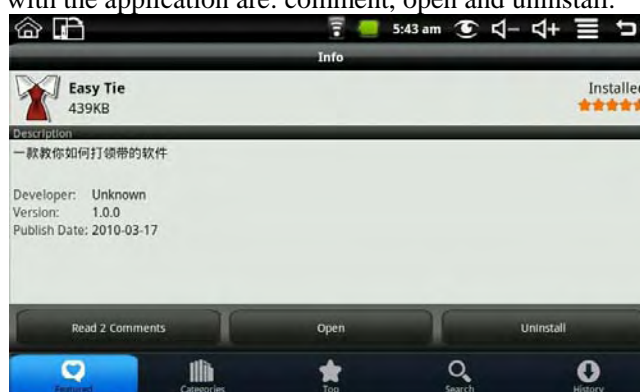 with the application are: comment, open and uninstall.
5:43 am
Info
Easy Tie
Installed
439KB
Description
一款教你如何打领带的软件
Developer: Unknown
Version: 1.0.0
Publish Date: 2010-03-17
Read 2 Comments
Open
Uninstall
Featured
Categories
Top
Search
History